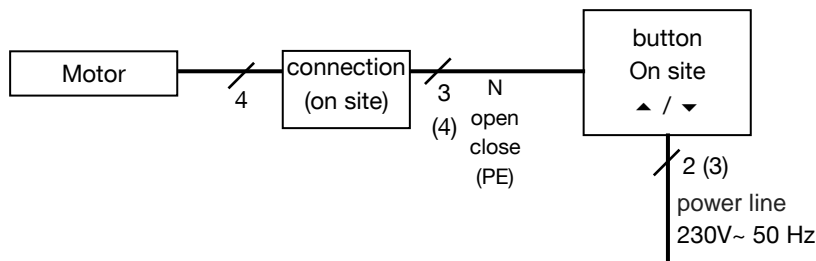 Motor
4
connection
(on site)
3
(4)
N
open
close
(PE)
button
On site
▲ / ▼
2 (3)
power line
230V~ 50 Hz